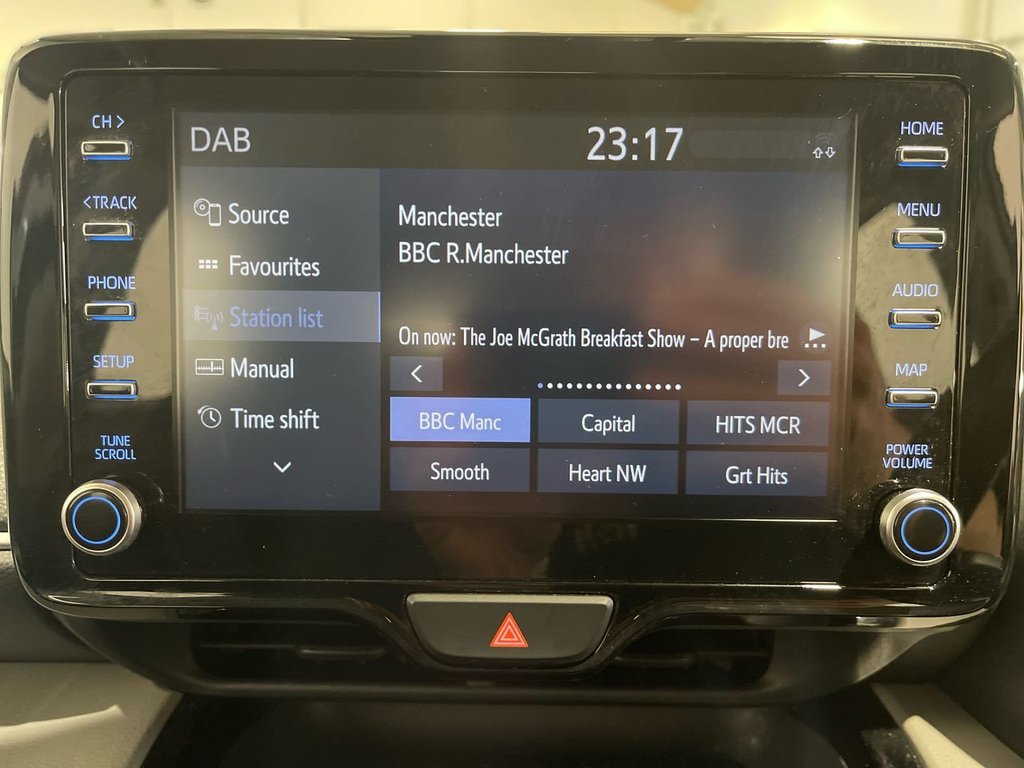 CH >
<TRACK
PHONE
SETUP
TUNE
SCROLL
DAB
23:17
Source
Favourites
Station list
Manual
Time shift
Manchester
BBC R.Manchester
On now: The Joe McGrath Breakfast Show – A proper bre
BBC Manc Capital HITS MCR
Smooth Heart NW Grt Hits
HOME
MENU
AUDIO
MAP
POWER
VOLUME